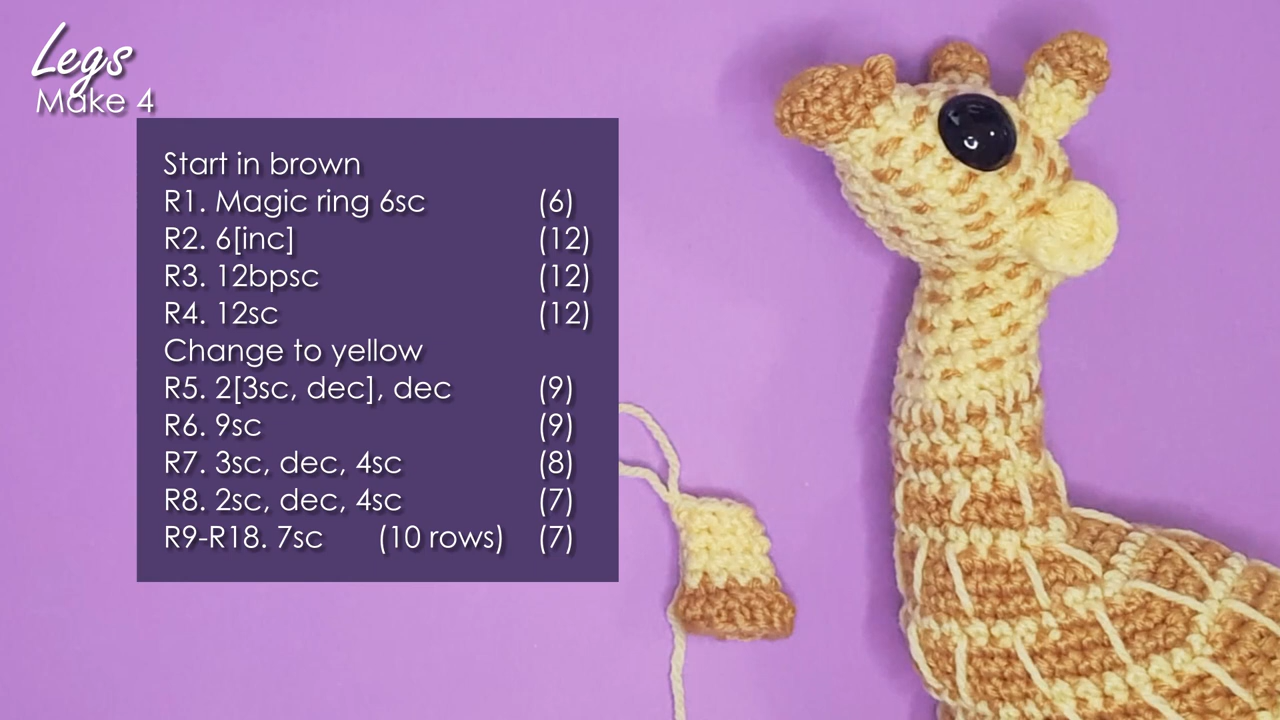 Legs
Make 4
Start in brown
R1. Magic ring 6sc (6)
R2. 6[inc] (12)
R3. 12bpsc (12)
R4. 12sc (12)
Change to yellow
R5. 2[3sc, dec], dec (9)
R6. 9sc (9)
R7. 3sc, dec, 4sc (8)
R8. 2sc, dec, 4sc (7)
R9-R18. 7sc (10 rows) (7)